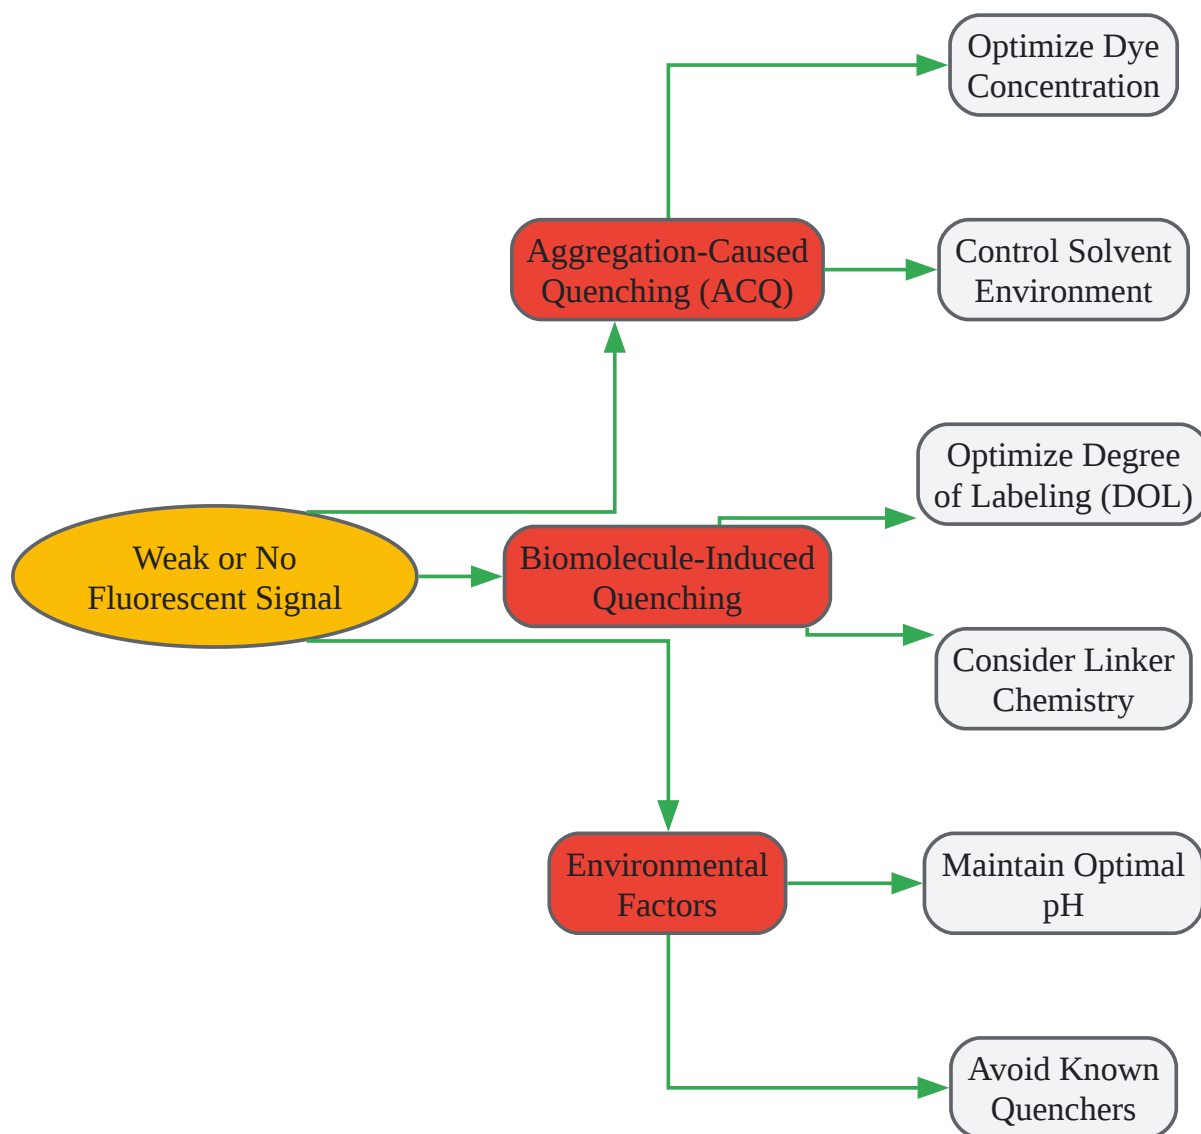 Optimize Dye
Concentration
Aggregation-Caused
Quenching (ACQ)
Control Solvent
Environment
Optimize Degree
of Labeling (DOL)
Weak or No
Fluorescent Signal
Biomolecule-Induced
Quenching
Consider Linker
Chemistry
Environmental
Factors
Maintain Optimal
pH
Avoid Known
Quenchers